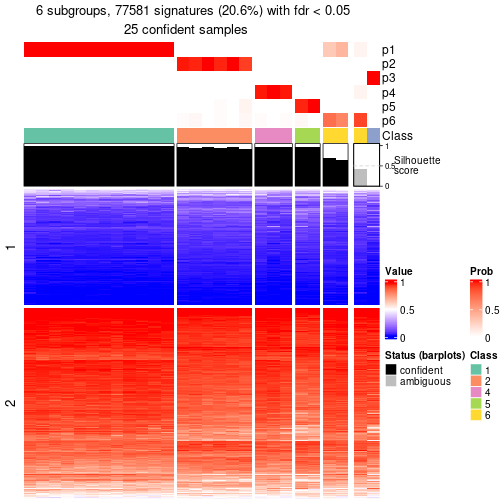 6 subgroups, 77581 signatures (20.6%) with fdr < 0.05
25 confident samples
p1
p2
p3
p4
p5
p6
Class
1
0.5
0
Silhouette
score
1
2
Value
1
0.5
0
Prob
1
0.5
0
Status (barplots)
confident
ambiguous
Class
1
2
4
5
6